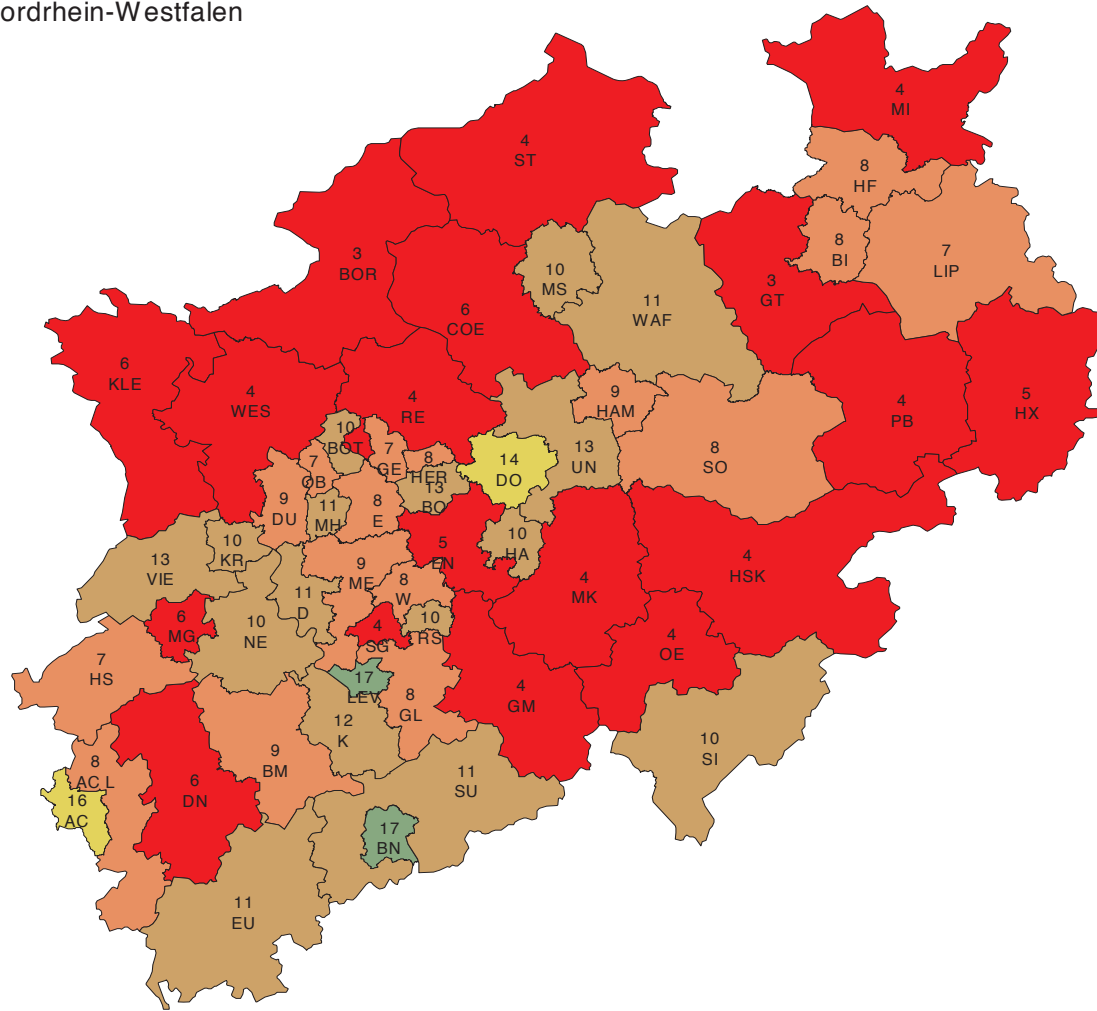 ordrhein-Westfalen
4
MI
4
ST
8
HF
8
BI
7
LIP
3
BOR
10
MS
3
GT
11
WAF
6
COE
6
KLE
4
WES
4
RE
9
HAM
4
PB
5
HX
10
BOT
7
GE
8
HER
13
UN
8
SO
14
DO
7
OB
13
BO
9
DU
11
MH
8
E
10
HA
5
EN
10
KR
13
VIE
9
ME
8
W
4
MK
4
HSK
11
D
6
MG
10
NE
4
SG
10
RS
4
OE
7
HS
17
LEV
8
GL
4
GM
12
K
10
SI
9
BM
8
AC L
6
DN
11
SU
16
AC
17
BN
11
EU